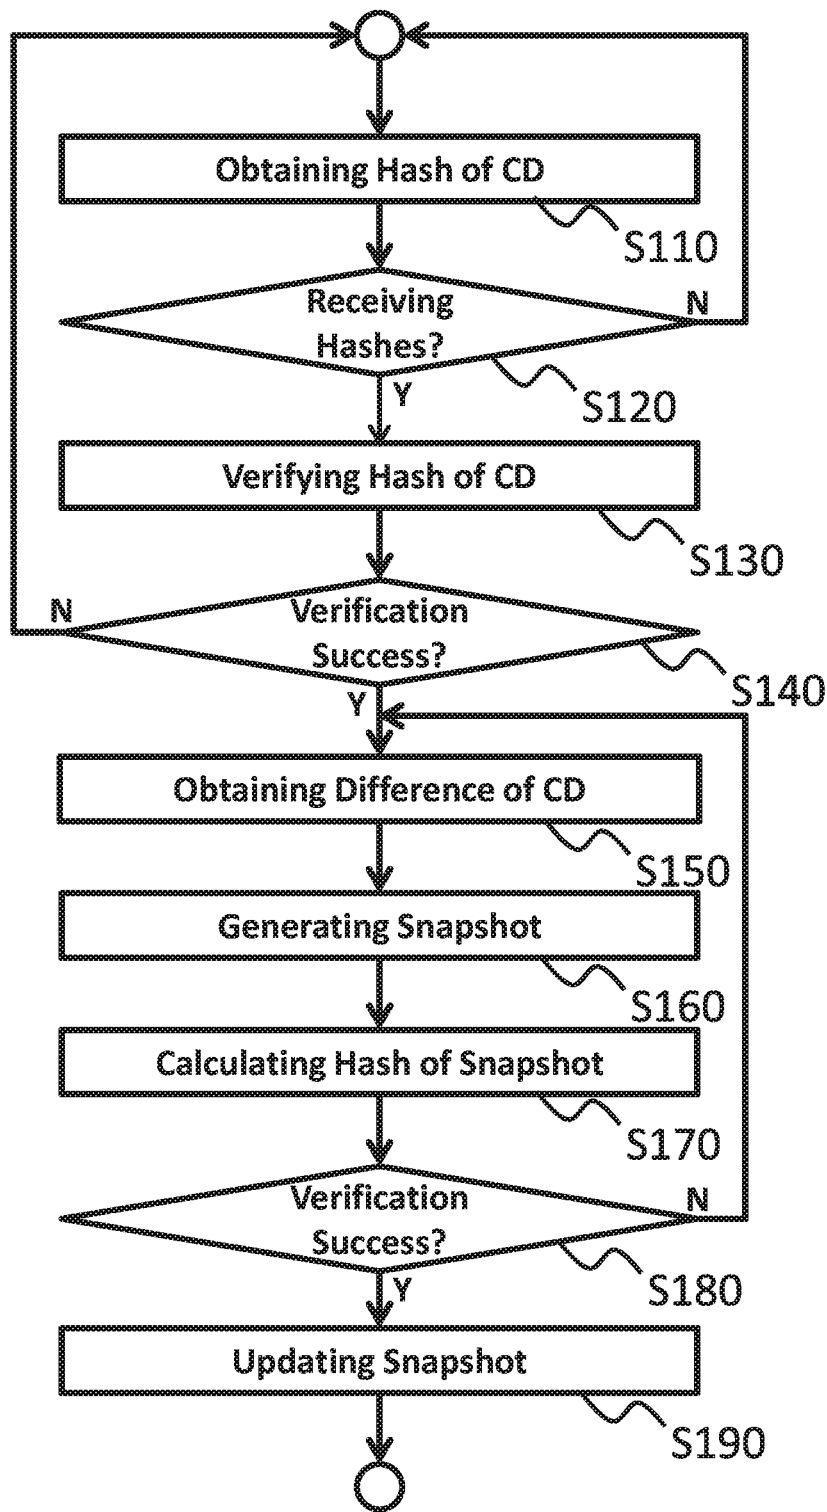 Obtaining Hash of CD
S110
Receiving
Hashes?
N
S120
Y
Verifying Hash of CD
S130
Verification
Success?
N
S140
Y
Obtaining Difference of CD
S150
Generating Snapshot
S160
Calculating Hash of Snapshot
S170
Verification
Success?
N
S180
Y
Updating Snapshot
S190